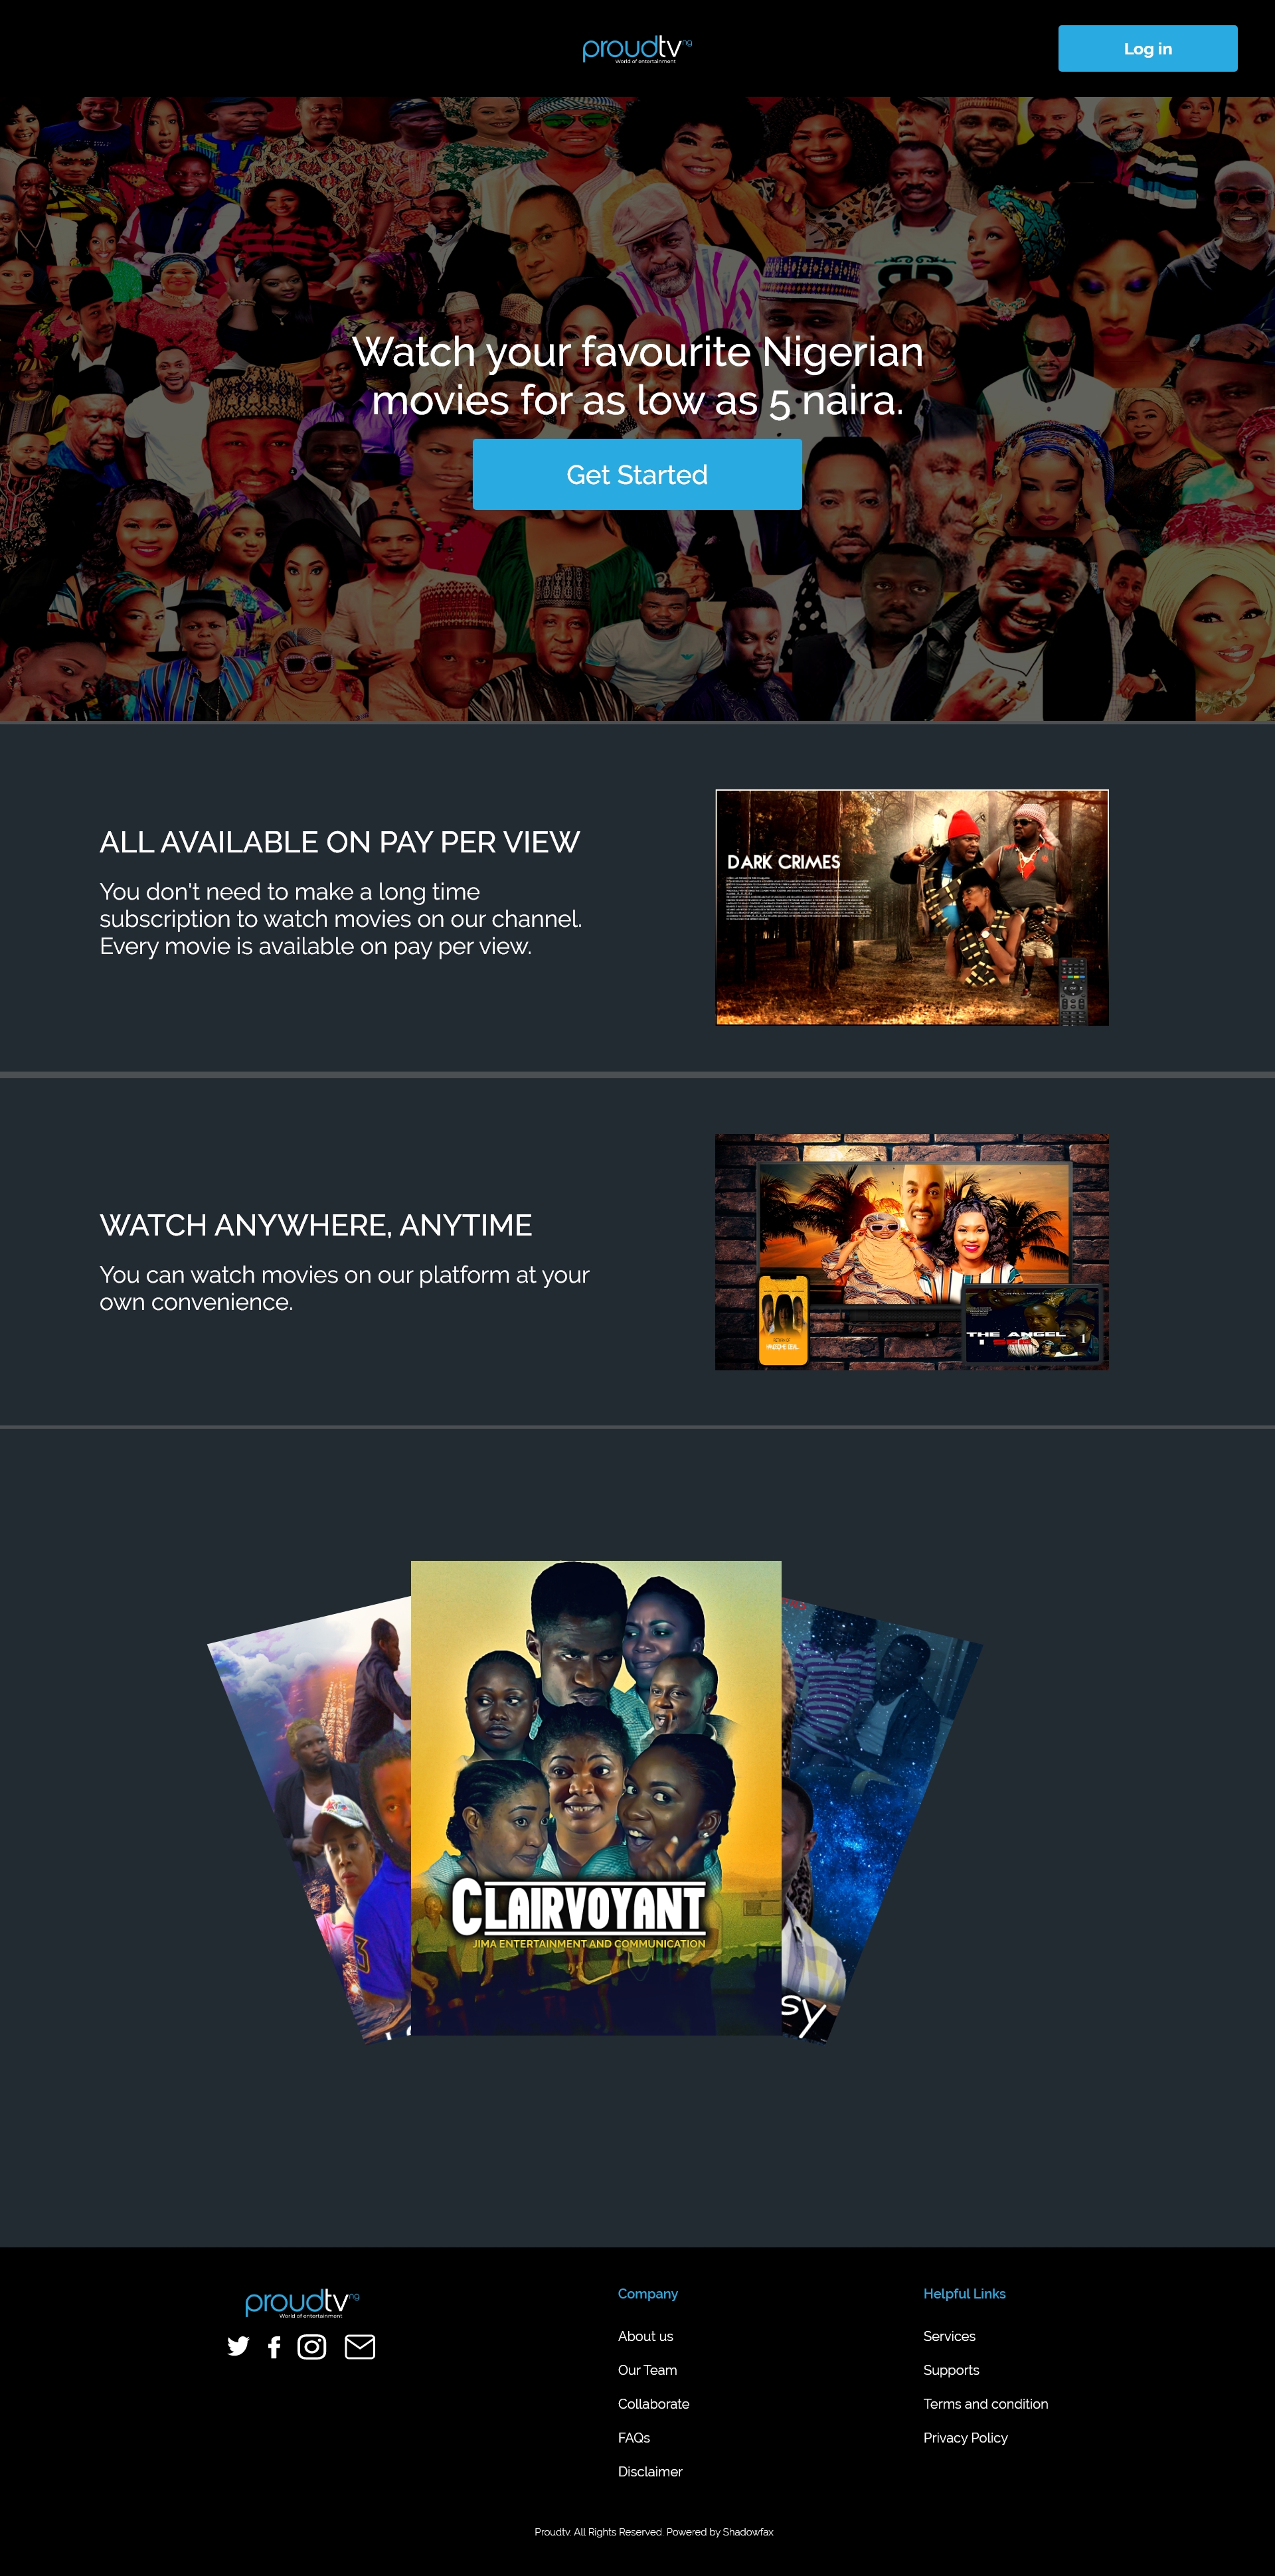 proudtvng
World of entertainment
Log in
Watch your favourite Nigerian
movies for as low as 5 naira.
Get Started
ALL AVAILABLE ON PAY PER VIEW
You don't need to make a long time
subscription to watch movies on our channel.
Every movie is available on pay per view.
DARK CRIMES
WATCH ANYWHERE, ANYTIME
You can watch movies on our platform at your
own convenience.
THE ANGEL
I SEE
1
CLAIRVOYANT
JIMA ENTERTAINMENT AND COMMUNICATION
sy
proudtvng
World of entertainment
Company
About us
Our Team
Collaborate
FAQs
Disclaimer
Helpful Links
Services
Supports
Terms and condition
Privacy Policy
Proudtv. All Rights Reserved. Powered by Shadowfax